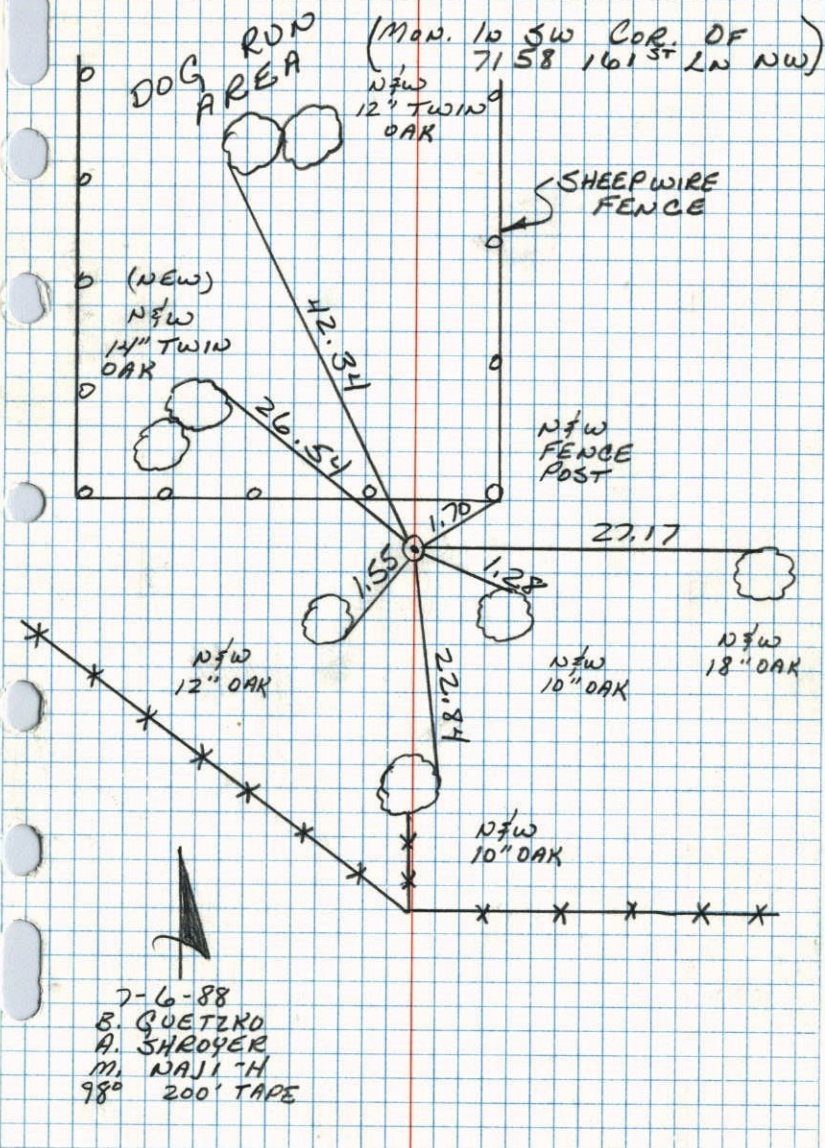 (MON. IN SW COR. OF
7158 161ST LN NW)
DOG RUN
AREA
N&W
12" TWIN
OAK
SHEEPWIRE
FENCE
(NEW)
N&W
14" TWIN
OAK
42.34
26.54
N&W
FENCE
POST
1.70
27.17
1.55
1.28
N&W
12" OAK
22.84
N&W
10" OAK
N&W
18" OAK
N&W
10" OAK
7-6-88
B. GUETZKO
A. SHROYER
M. NAJI-H
98° 200' TAPE